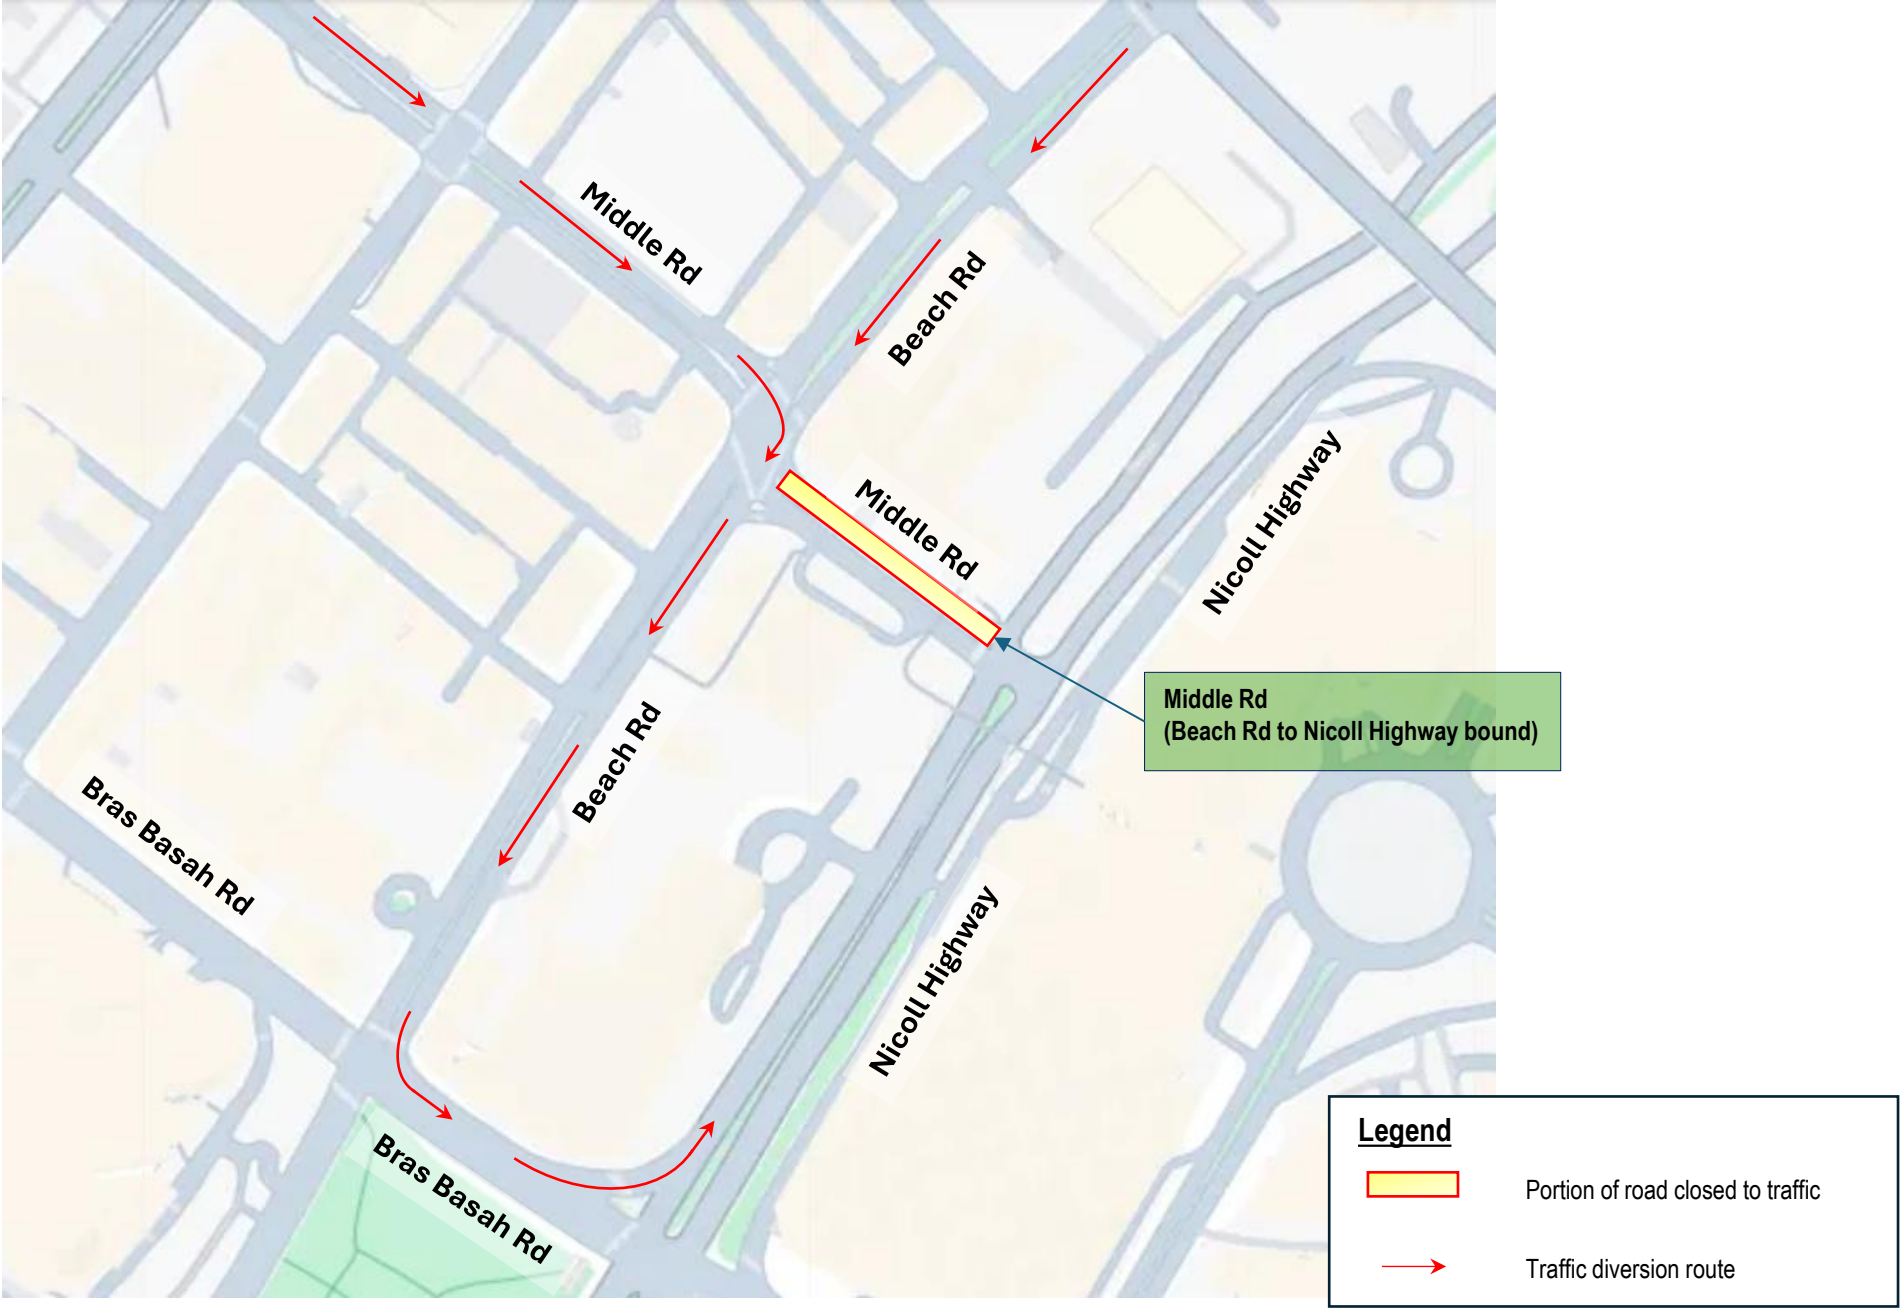 Middle Rd
Beach Rd
Middle Rd
Nicoll Highway
Middle Rd
(Beach Rd to Nicoll Highway bound)
Beach Rd
Bras Basah Rd
Nicoll Highway
Bras Basah Rd
Legend
Portion of road closed to traffic
Traffic diversion route